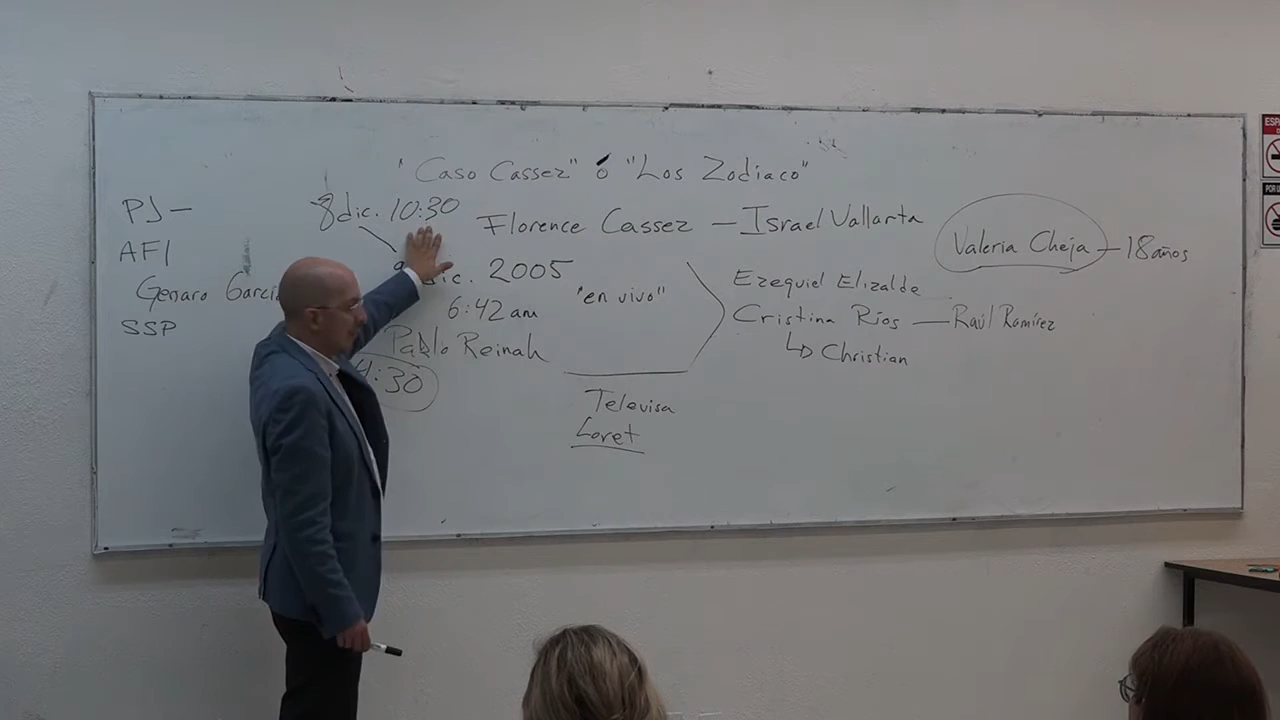 "Caso Cassez" ó "Los Zodiaco"
PJ —
AFI
Genaro García
SSP
8 dic. 10:30
dic. 2005
6:42 am
Pablo Reinah
4:30
Florence Cassez — Israel Vallarta
"en vivo"
Televisa
Loret
Ezequiel Elizalde
Cristina Ríos — Raúl Ramírez
↳ Christian
Valeria Cheja — 18 años